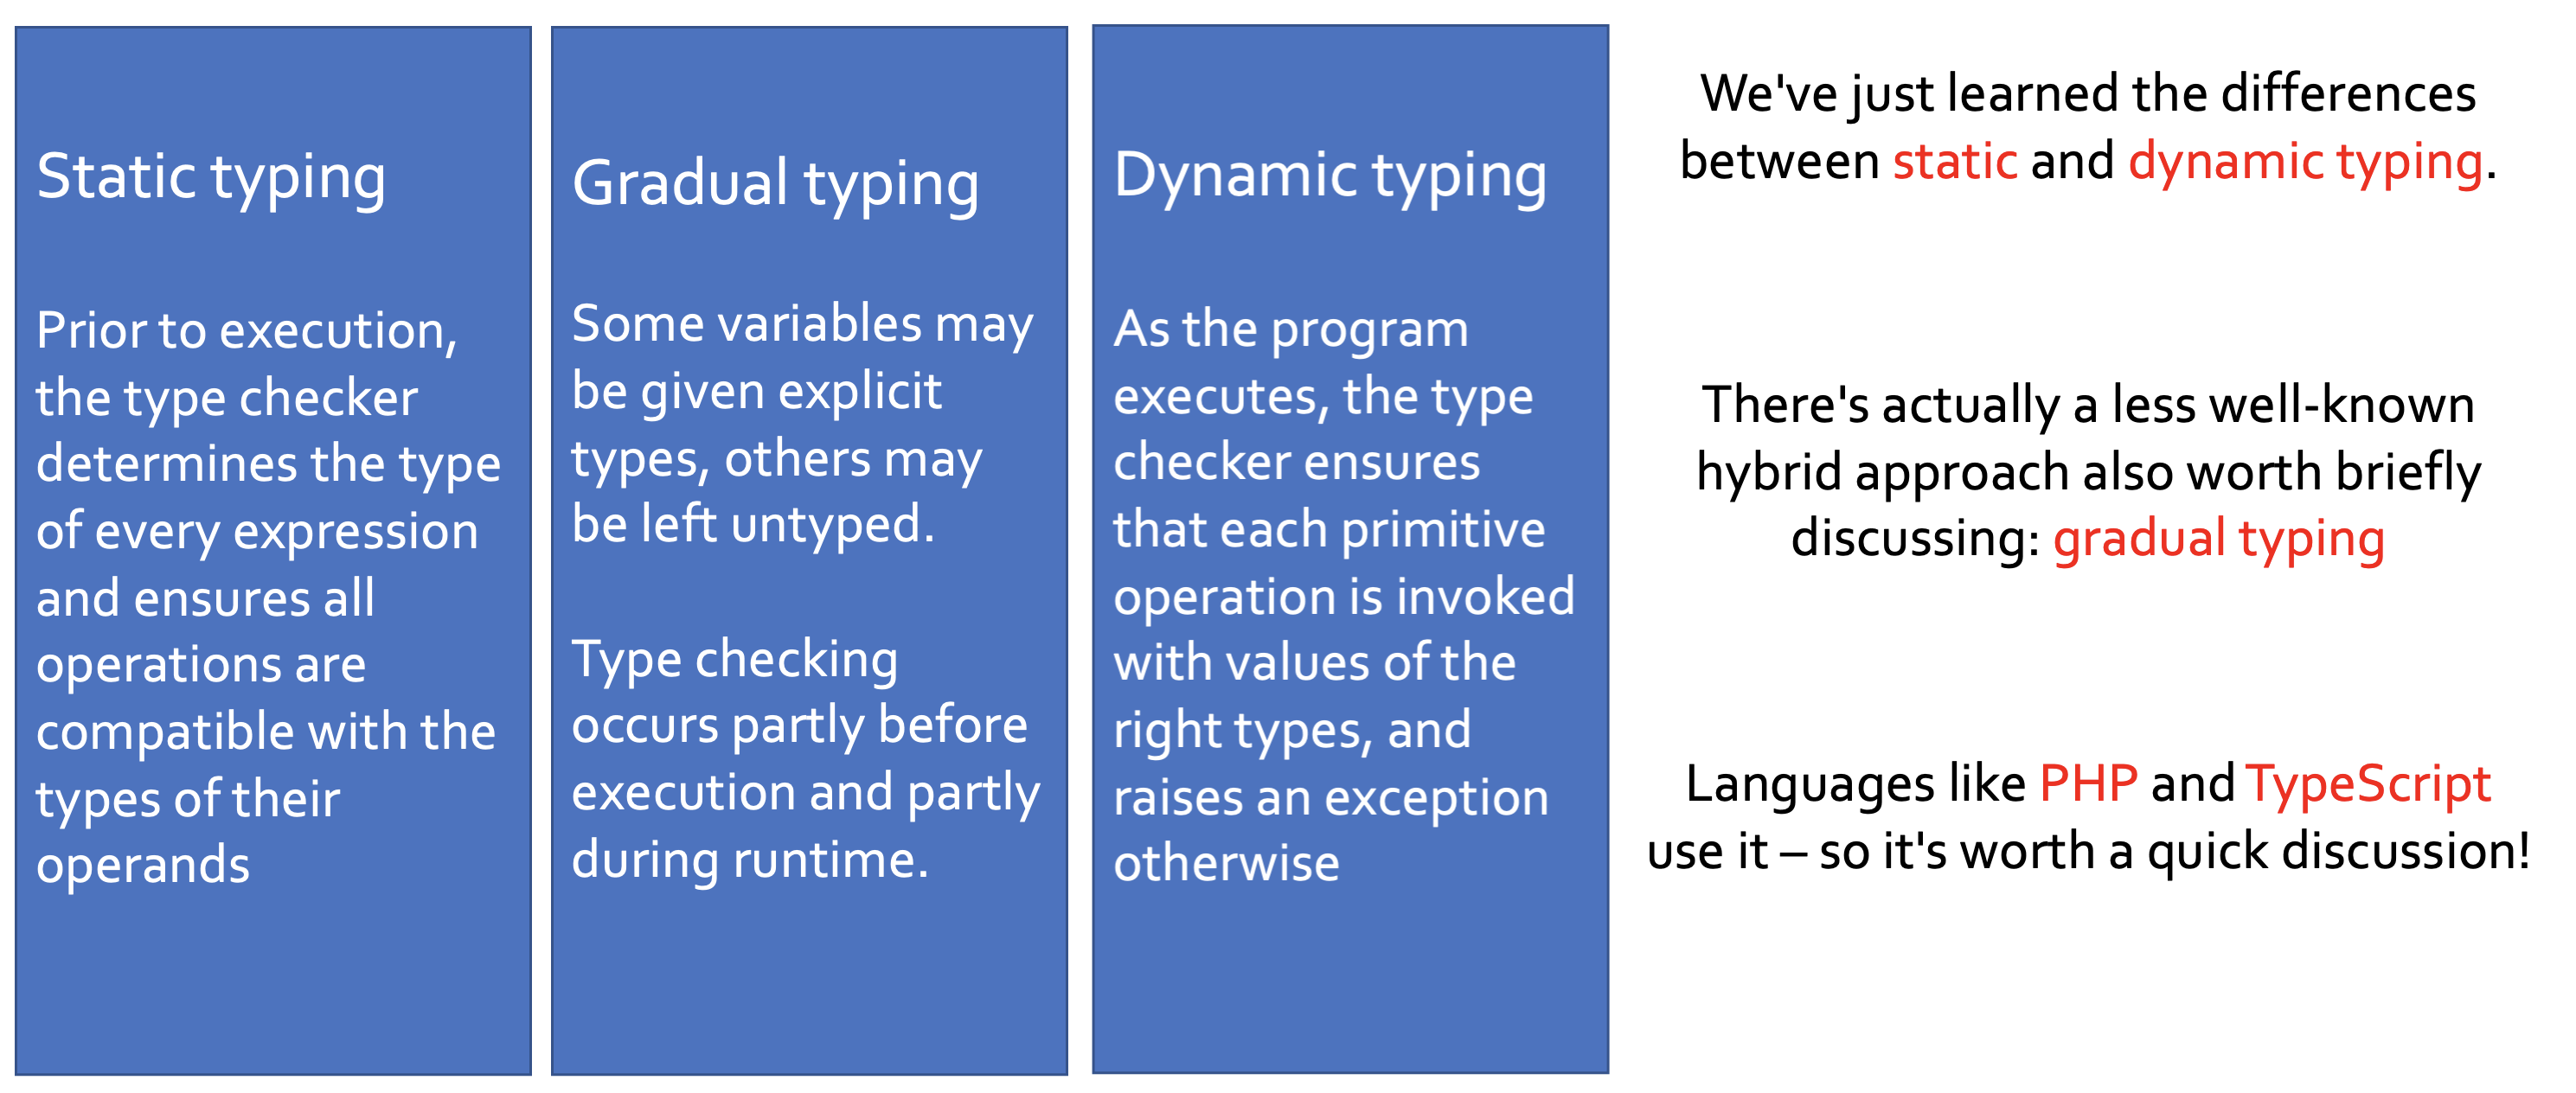 Static typing
Prior to execution,
the type checker
determines the type
of every expression
and ensures all
operations are
compatible with the
types of their
operands
Gradual typing
Some variables may
be given explicit
types, others may
be left untyped.
Type checking
occurs partly before
execution and partly
during runtime.
Dynamic typing
As the program
executes, the type
checker ensures
that each primitive
operation is invoked
with values of the
right types, and
raises an exception
otherwise
We've just learned the differences
between static and dynamic typing.
There's actually a less well-known
hybrid approach also worth briefly
discussing: gradual typing
Languages like PHP and TypeScript
use it – so it's worth a quick discussion!